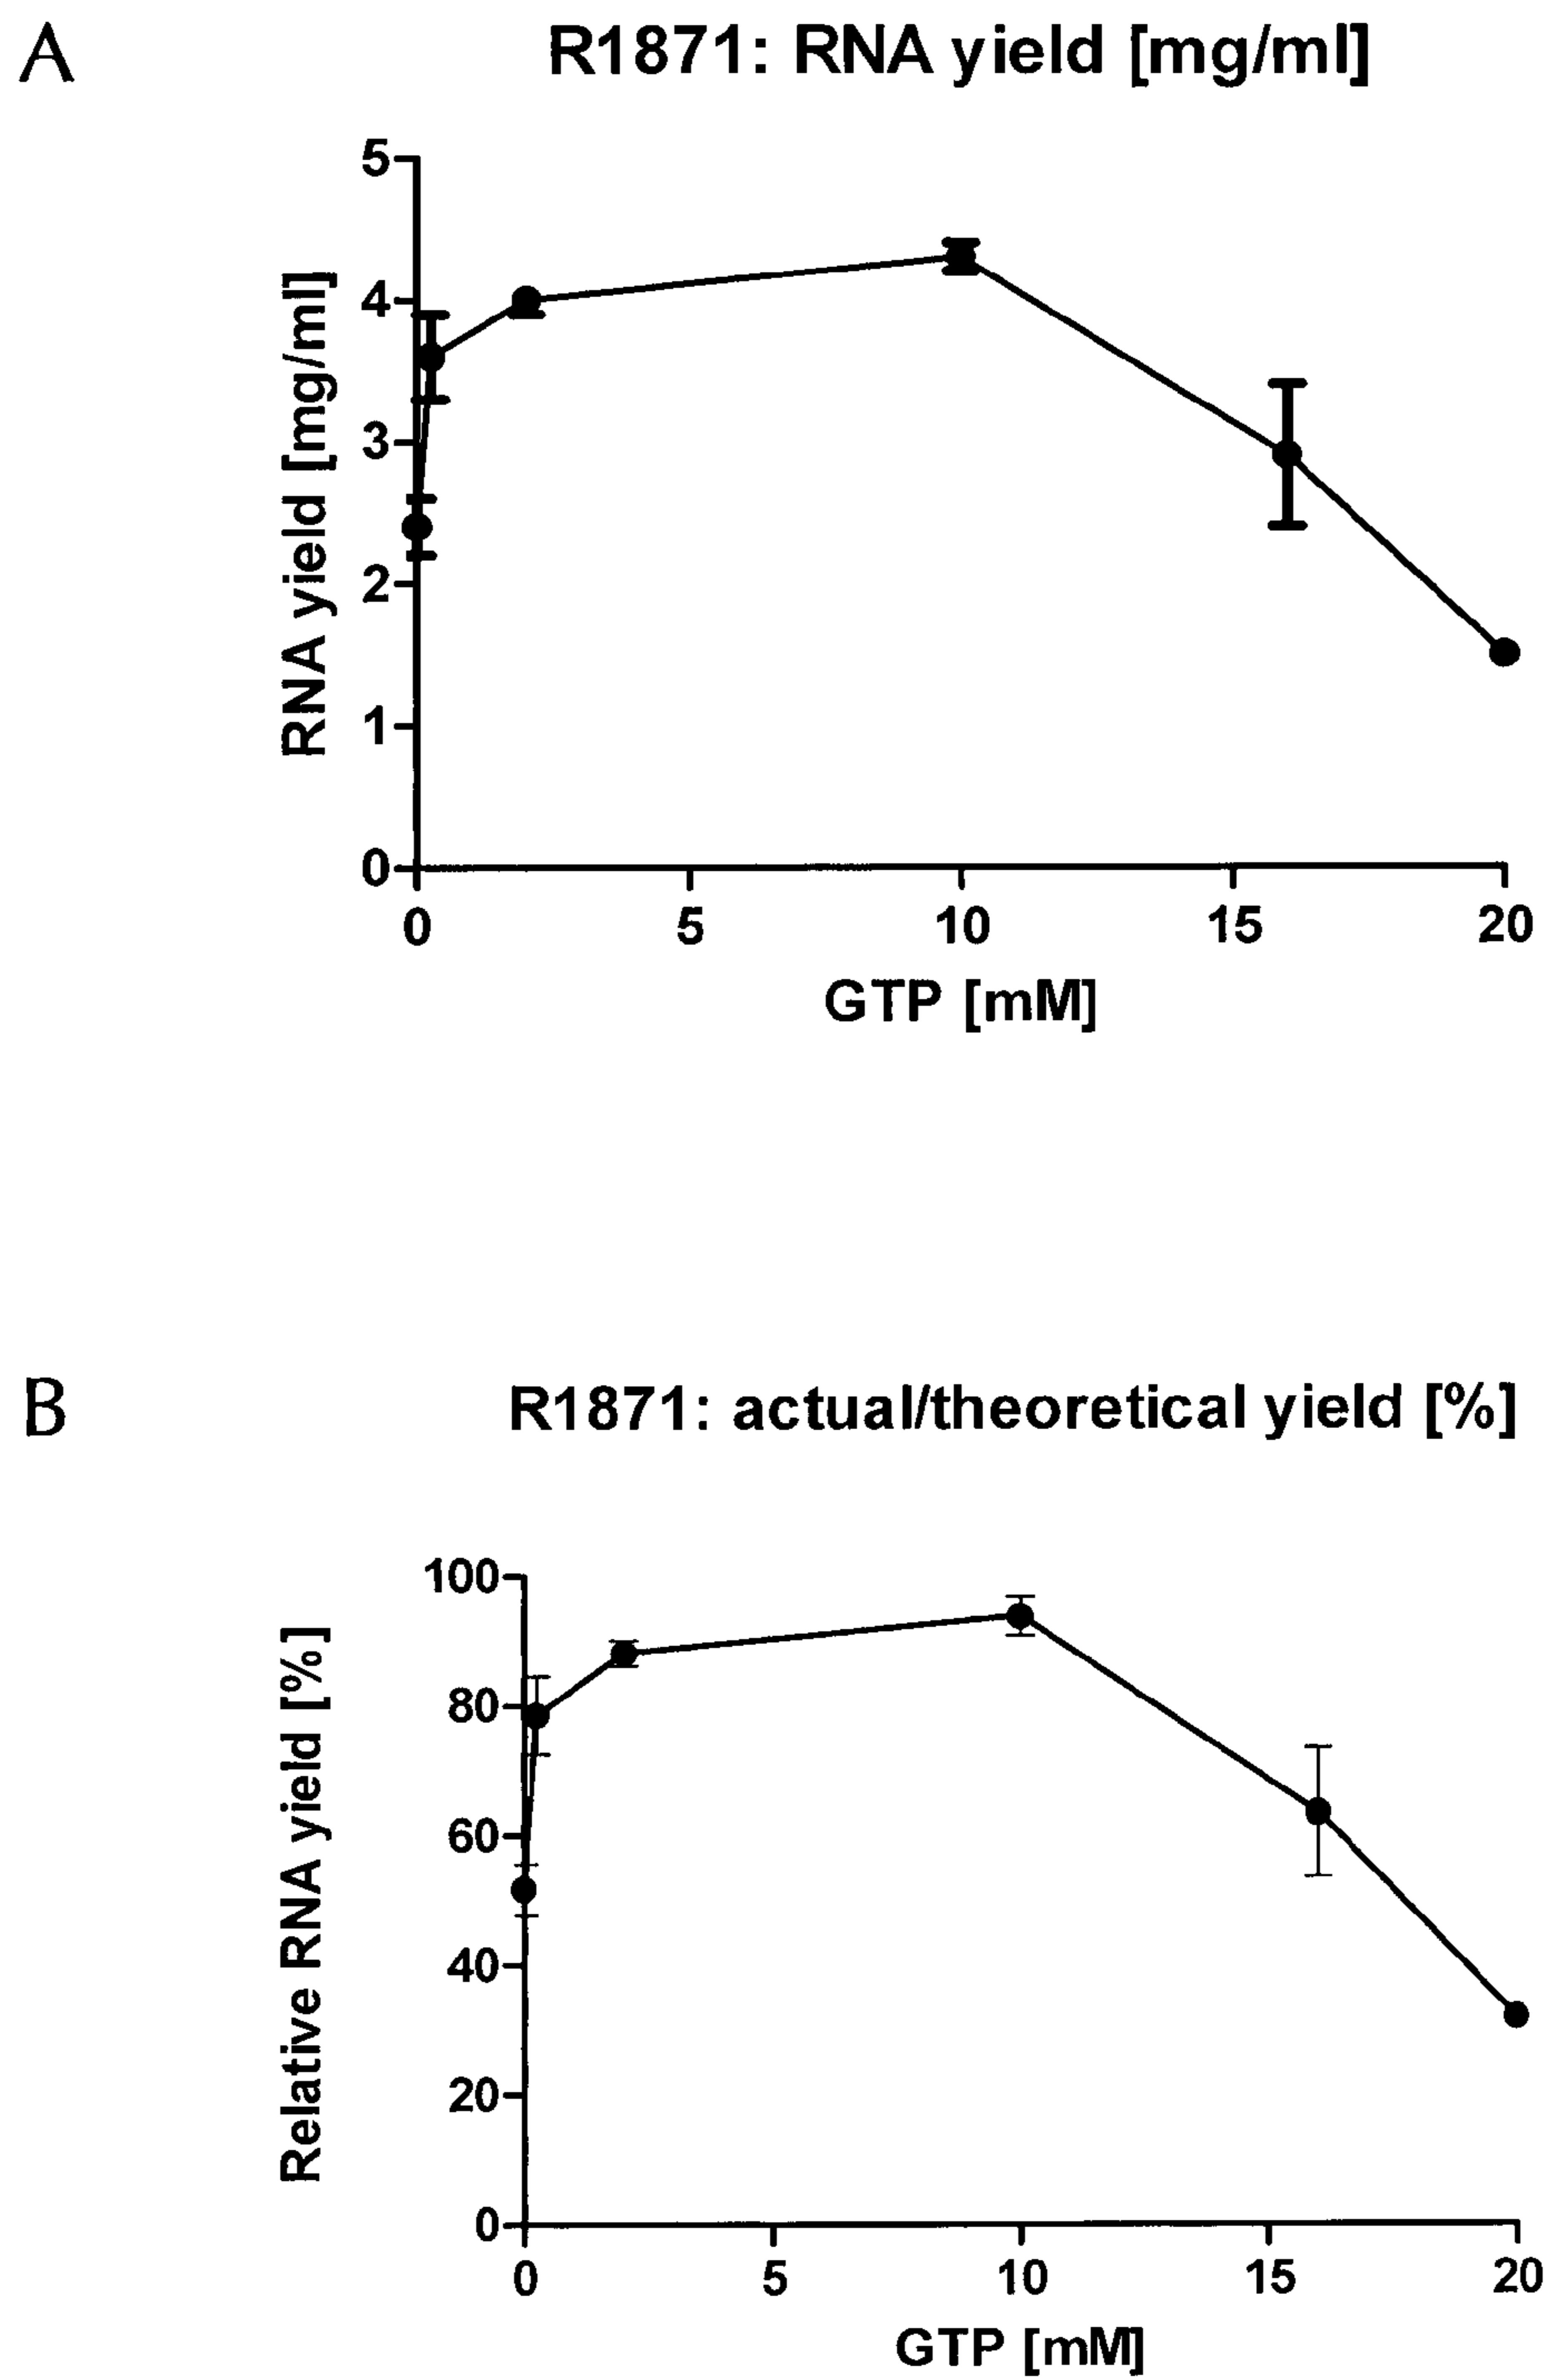 A
R1871: RNA yield [mg/ml]
5
4
3
2
1
0
RNA yield [mg/ml]
0 5 10 15 20
GTP [mM]
B
R1871: actual/theoretical yield [%]
100
80
60
40
20
0
Relative RNA yield [%]
0 5 10 15 20
GTP [mM]